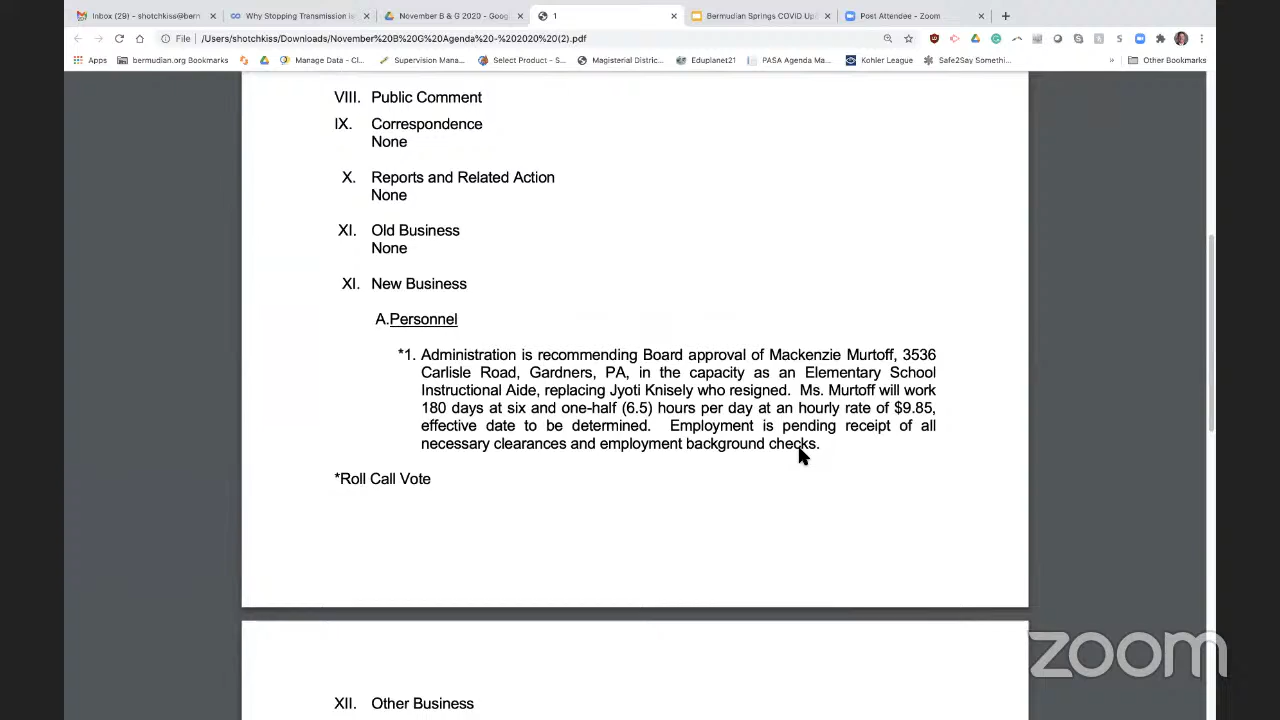 Inbox (29) - shotchkiss@bern
Why Stopping Transmission Is
November B & G 2020 - Goog
1
Bermudian Springs COVID Up
Post Attendee - Zoom
File /Users/shotchkiss/Downloads/November%20B%20G%20Agenda%20-%202020%20(2).pdf
Apps
bermudian.org Bookmarks
Manage Data - Cl...
Supervision Mana...
Select Product - S...
Magisterial Distric...
Eduplanet21
PASA Agenda Ma...
Kohler League
Safe2Say Somethi...
»
Other Bookmarks
VIII. Public Comment
IX. Correspondence
None
X. Reports and Related Action
None
XI. Old Business
None
XI. New Business
A.Personnel
*1. Administration is recommending Board approval of Mackenzie Murtoff, 3536
Carlisle Road, Gardners, PA, in the capacity as an Elementary School
Instructional Aide, replacing Jyoti Knisely who resigned. Ms. Murtoff will work
180 days at six and one-half (6.5) hours per day at an hourly rate of $9.85,
effective date to be determined. Employment is pending receipt of all
necessary clearances and employment background checks.
*Roll Call Vote
zoom
XII. Other Business